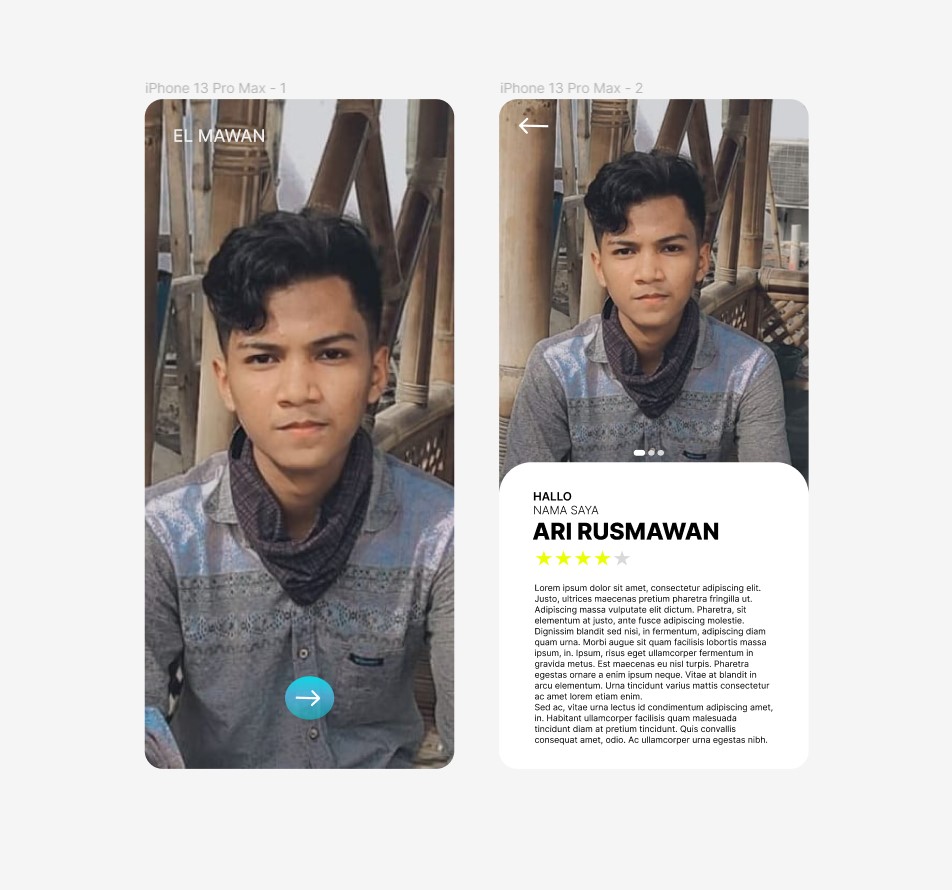 iPhone 13 Pro Max - 1
EL MAWAN
iPhone 13 Pro Max - 2
HALLO
NAMA SAYA
ARI RUSMAWAN
Lorem ipsum dolor sit amet, consectetur adipiscing elit.
Justo, ultrices maecenas pretium pharetra fringilla ut.
Adipiscing massa vulputate elit dictum. Pharetra, sit
elementum at justo, ante fusce adipiscing molestie.
Dignissim blandit sed nisi, in fermentum, adipiscing diam
quam urna. Morbi augue sit quam facilisis lobortis massa
ipsum, in. Ipsum, risus eget ullamcorper fermentum in
gravida metus. Est maecenas eu nisl turpis. Pharetra
egestas ornare a enim ipsum neque. Vitae at blandit in
arcu elementum. Urna tincidunt varius mattis consectetur
ac amet lorem etiam enim.
Sed ac, vitae urna lectus id condimentum adipiscing amet,
in. Habitant ullamcorper facilisis quam malesuada
tincidunt diam at pretium tincidunt. Quis convallis
consequat amet, odio. Ac ullamcorper urna egestas nibh.